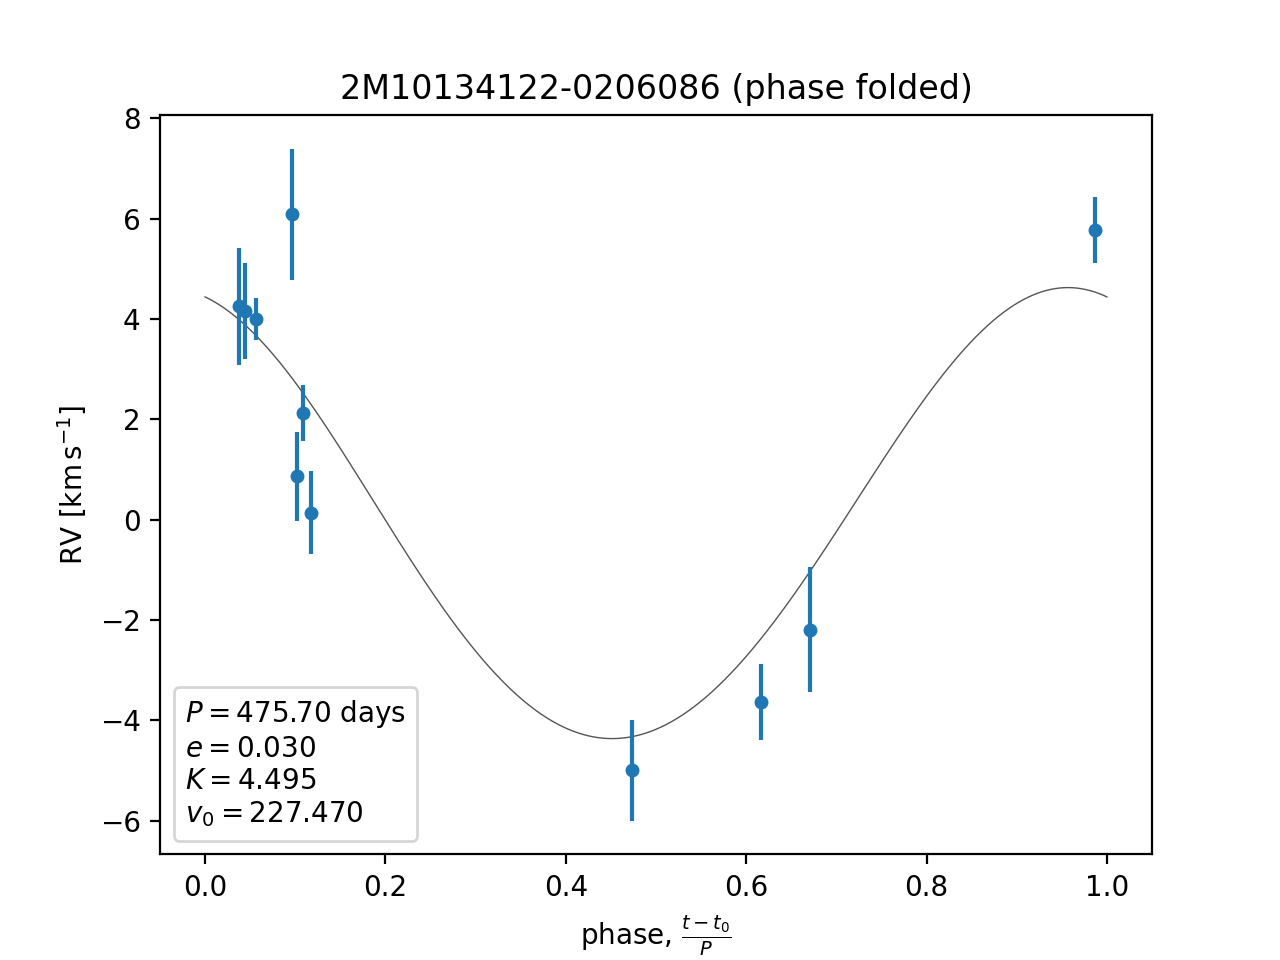 2M10134122-0206086 (phase folded)
8
6
4
2
0
−2
−4
−6
RV [km s⁻¹]
P = 475.70 days
e = 0.030
K = 4.495
v₀ = 227.470
0.0 0.2 0.4 0.6 0.8 1.0
phase, (t − t₀)/P